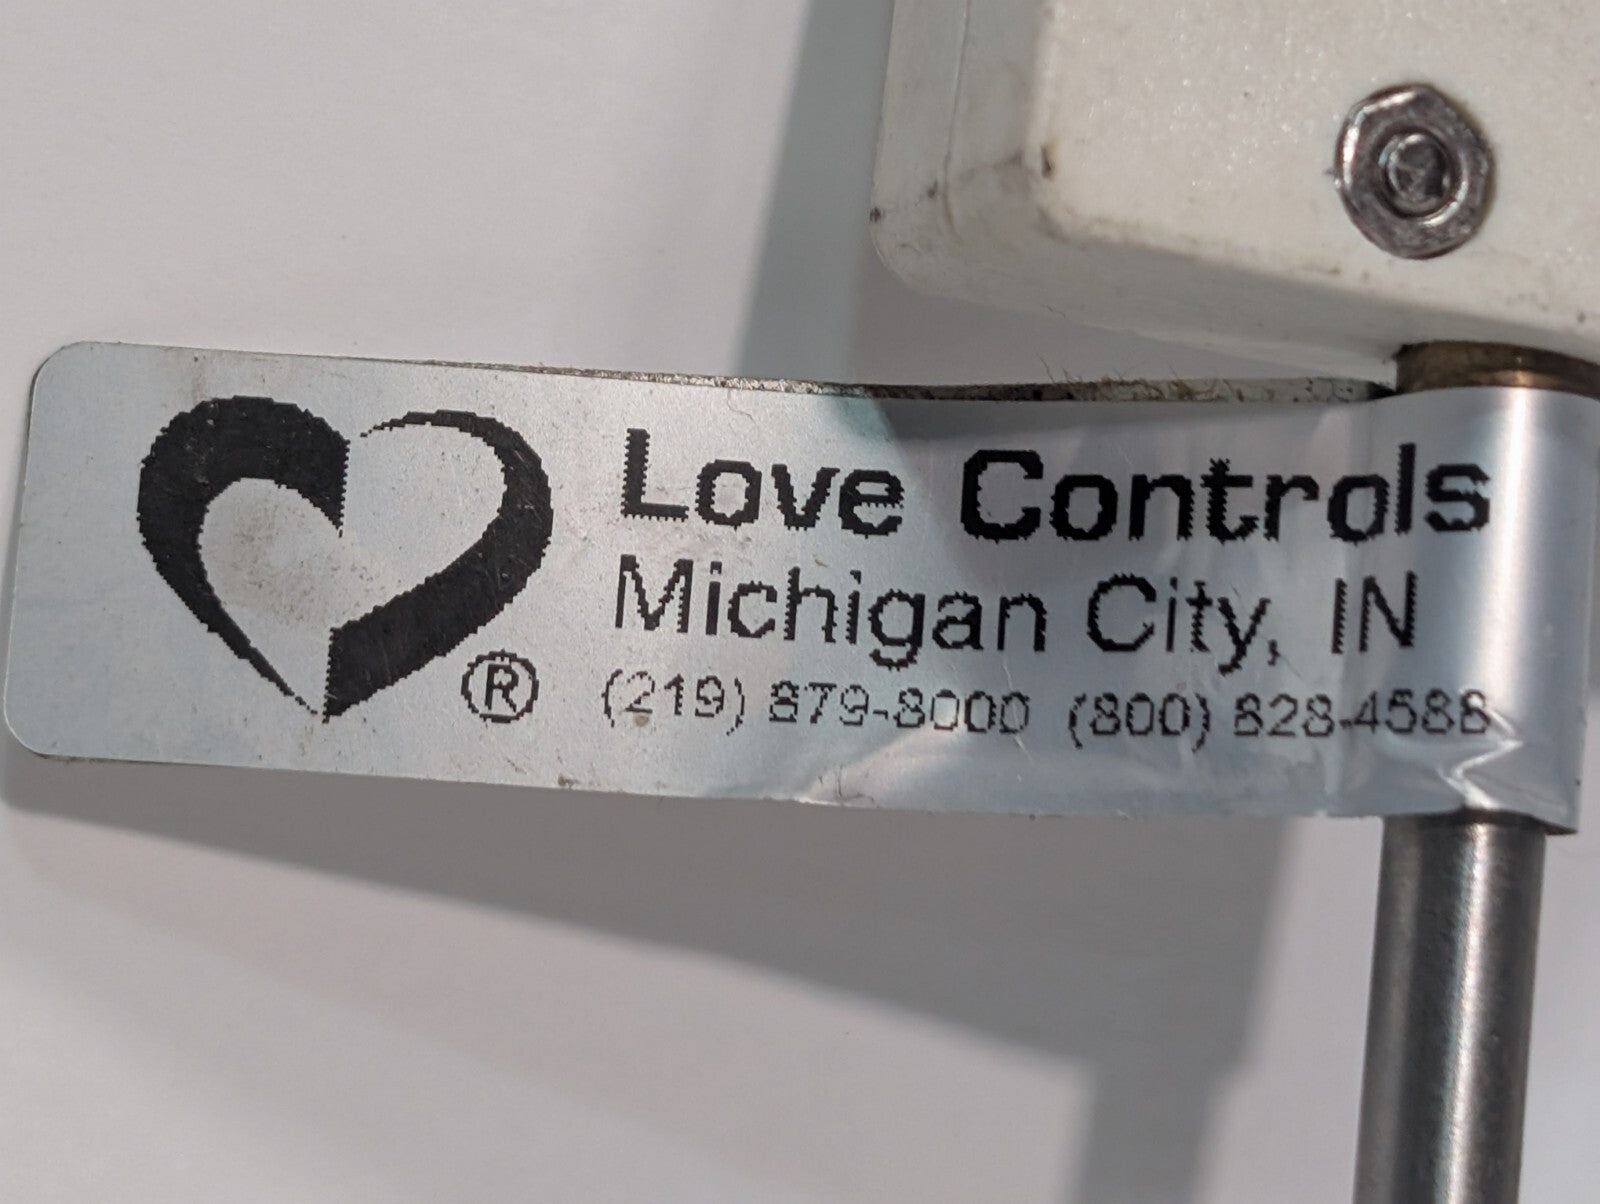 Love Controls
Michigan City, IN
® (219) 879-8000 (800) 828-4588